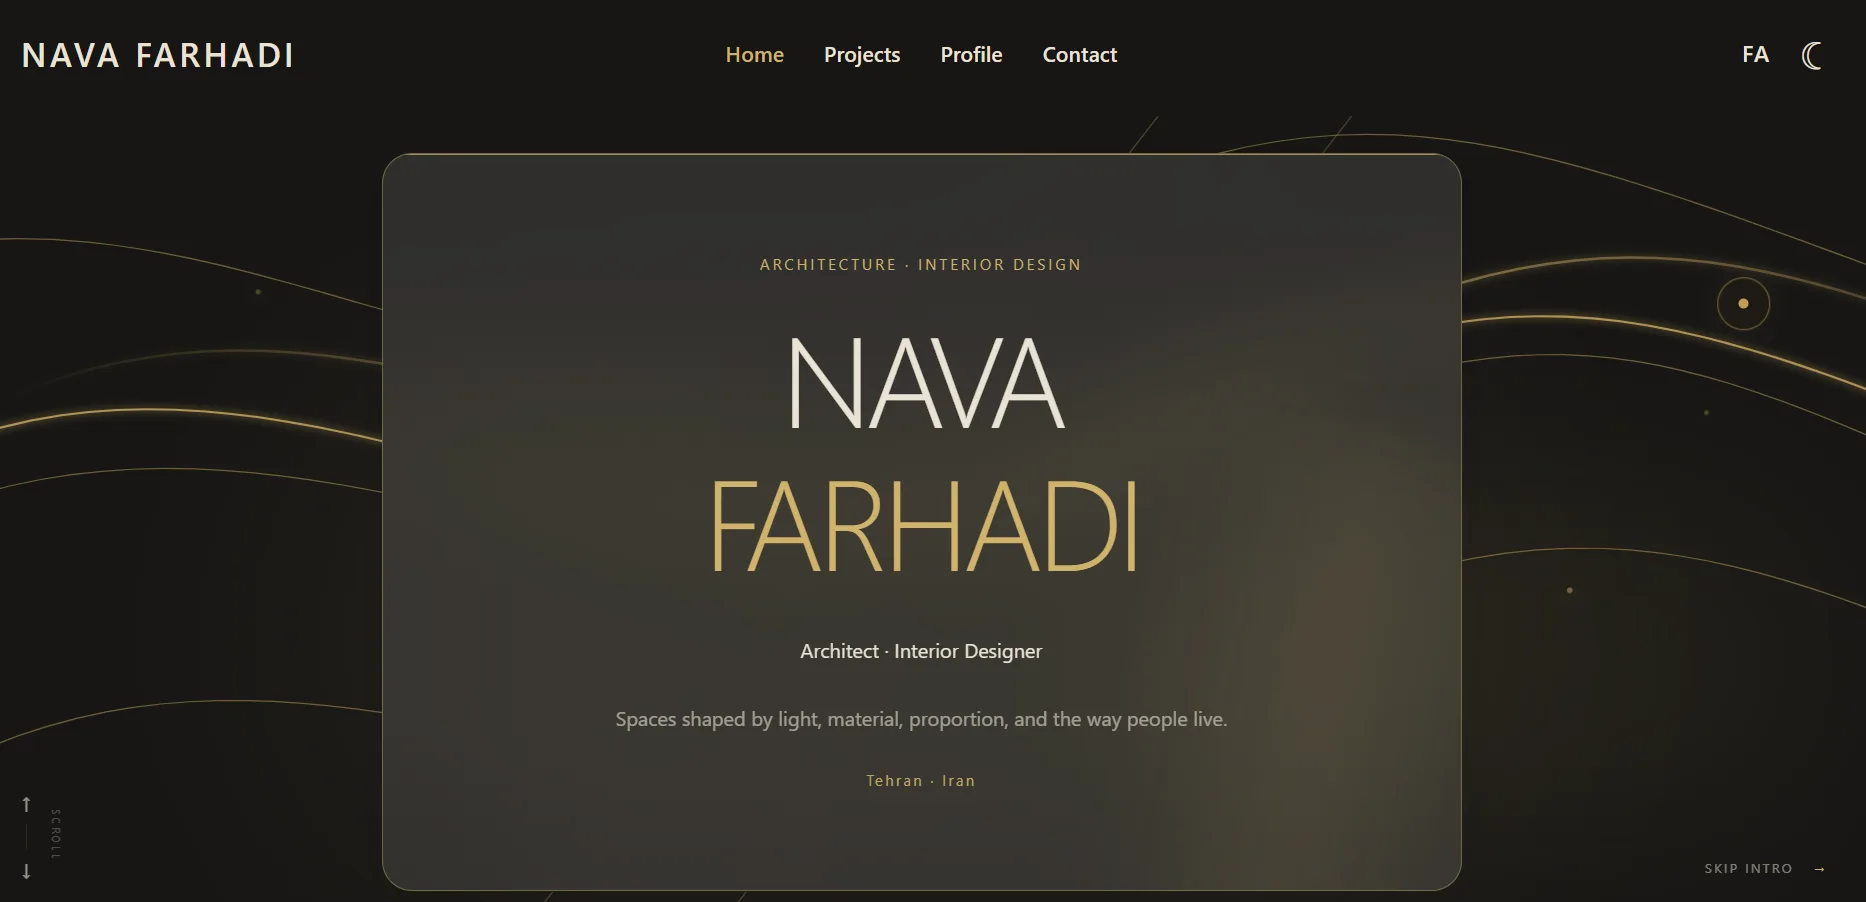 NAVA FARHADI
Home Projects Profile Contact
FA
ARCHITECTURE · INTERIOR DESIGN
NAVA
FARHADI
Architect · Interior Designer
Spaces shaped by light, material, proportion, and the way people live.
Tehran · Iran
SCROLL
SKIP INTRO →